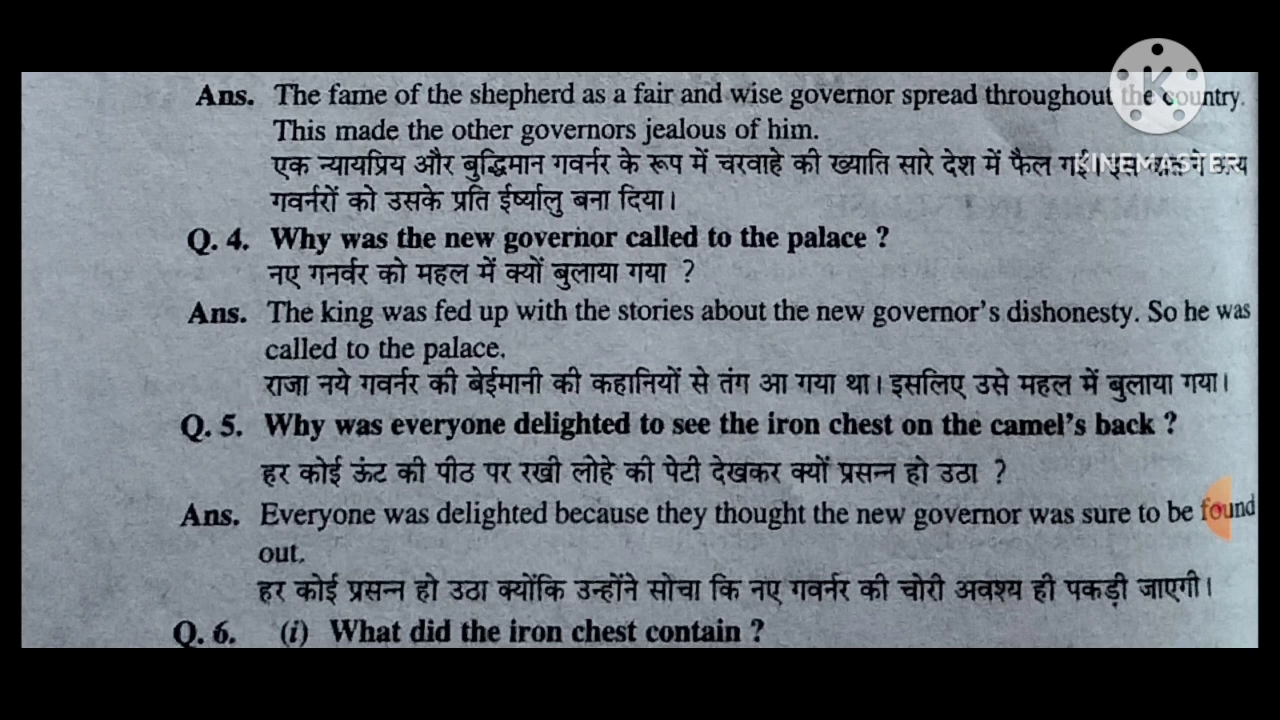 Ans. The fame of the shepherd as a fair and wise governor spread throughout the country.
This made the other governors jealous of him.
एक न्यायप्रिय और बुद्धिमान गवर्नर के रूप में चरवाहे की ख्याति सारे देश में फैल गई। इस बात ने अन्य
KINEMASTER
गवर्नरों को उसके प्रति ईर्ष्यालु बना दिया।
Q. 4. Why was the new governor called to the palace ?
नए गनर्वर को महल में क्यों बुलाया गया ?
Ans. The king was fed up with the stories about the new governor's dishonesty. So he was
called to the palace.
राजा नये गवर्नर की बेईमानी की कहानियों से तंग आ गया था। इसलिए उसे महल में बुलाया गया।
Q. 5. Why was everyone delighted to see the iron chest on the camel's back ?
हर कोई ऊंट की पीठ पर रखी लोहे की पेटी देखकर क्यों प्रसन्न हो उठा ?
Ans. Everyone was delighted because they thought the new governor was sure to be found
out.
हर कोई प्रसन्न हो उठा क्योंकि उन्होंने सोचा कि नए गवर्नर की चोरी अवश्य ही पकड़ी जाएगी।
Q. 6. (i) What did the iron chest contain ?